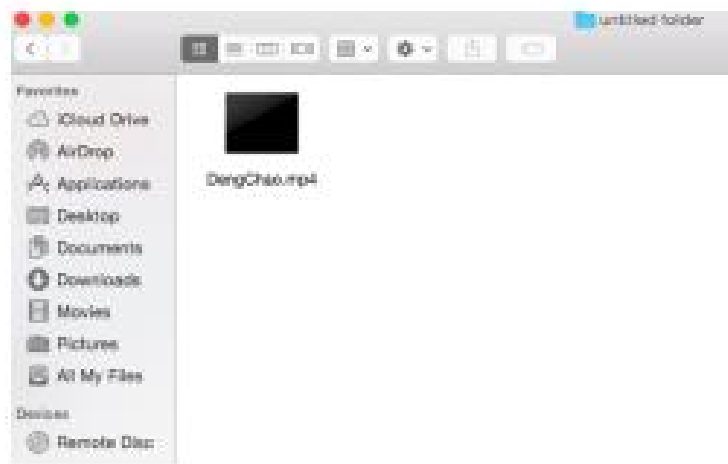 untitled folder
Favorites
iCloud Drive
AirDrop
Applications
Desktop
Documents
Downloads
Movies
Pictures
All My Files
Devices
Remote Disc
DengChao.mp4